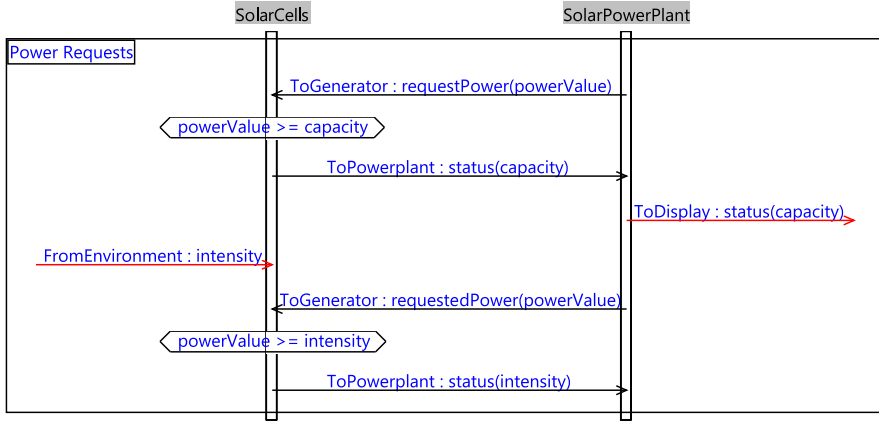 SolarCells
SolarPowerPlant
Power Requests
ToGenerator : requestPower(powerValue)
powerValue >= capacity
ToPowerplant : status(capacity)
ToDisplay : status(capacity)
FromEnvironment : intensity
ToGenerator : requestedPower(powerValue)
powerValue >= intensity
ToPowerplant : status(intensity)